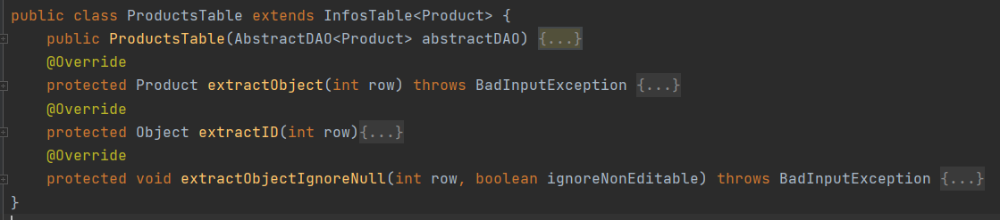 public class ProductsTable extends InfosTable<Product> {
    public ProductsTable(AbstractDAO<Product> abstractDAO) {...}
    @Override
    protected Product extractObject(int row) throws BadInputException {...}
    @Override
    protected Object extractID(int row){...}
    @Override
    protected void extractObjectIgnoreNull(int row, boolean ignoreNonEditable) throws BadInputException {...}
}